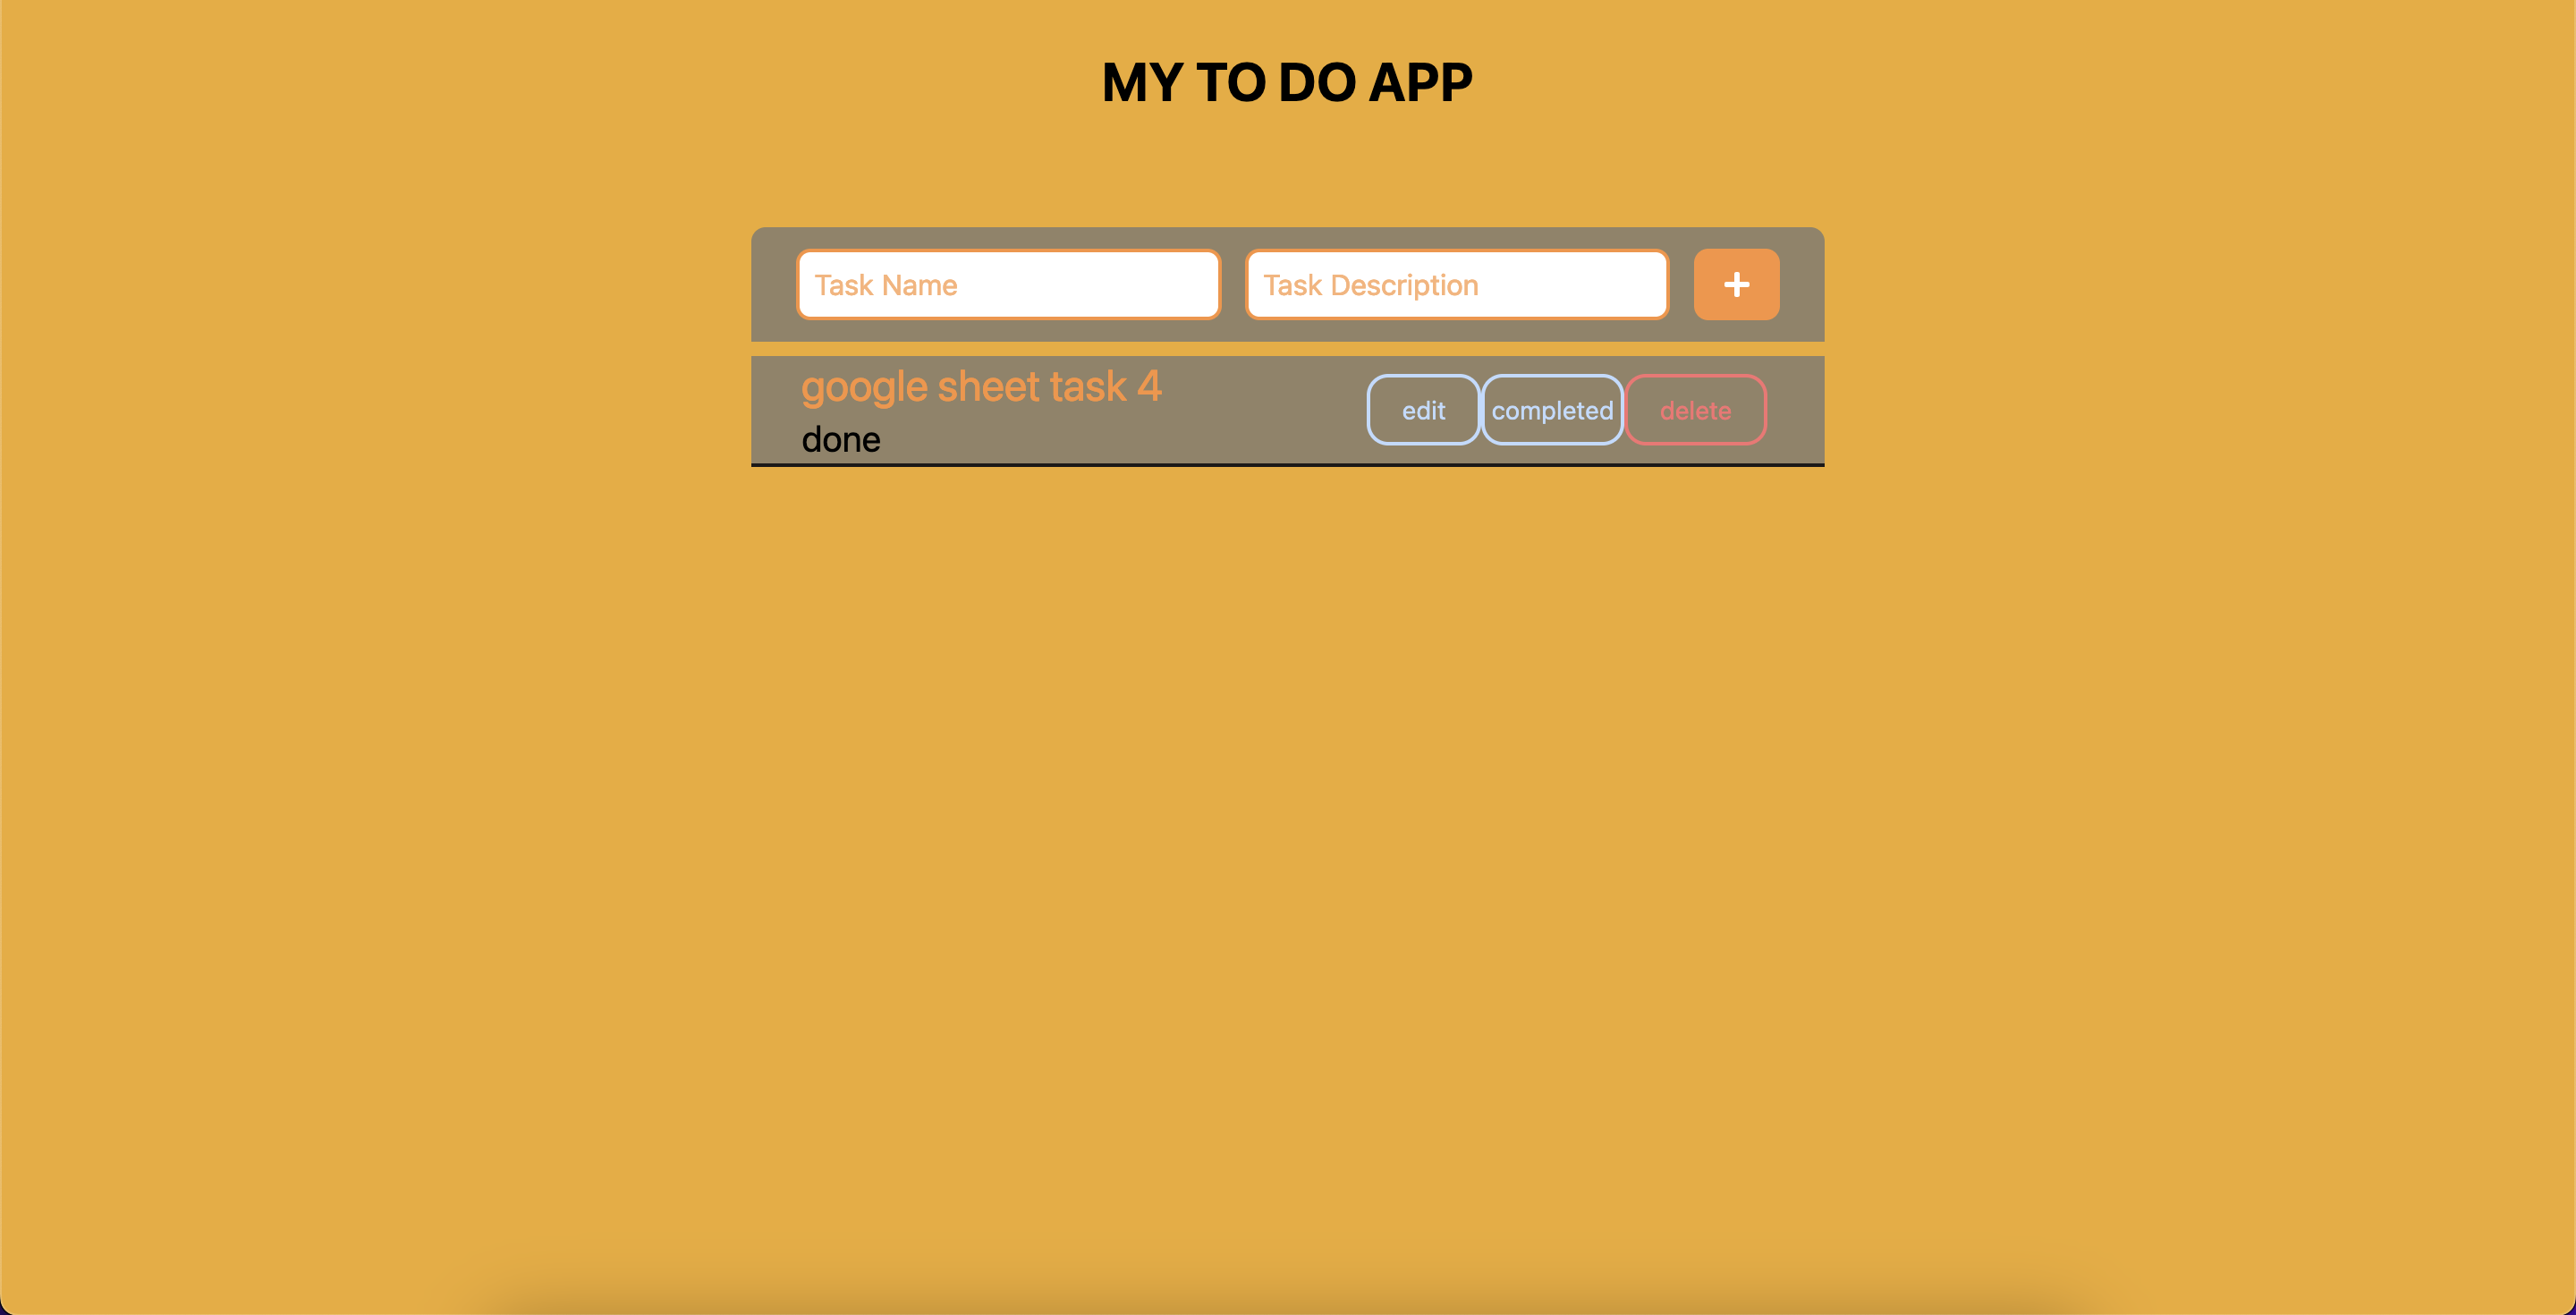 MY TO DO APP
Task Name Task Description +
google sheet task 4
done
edit completed delete